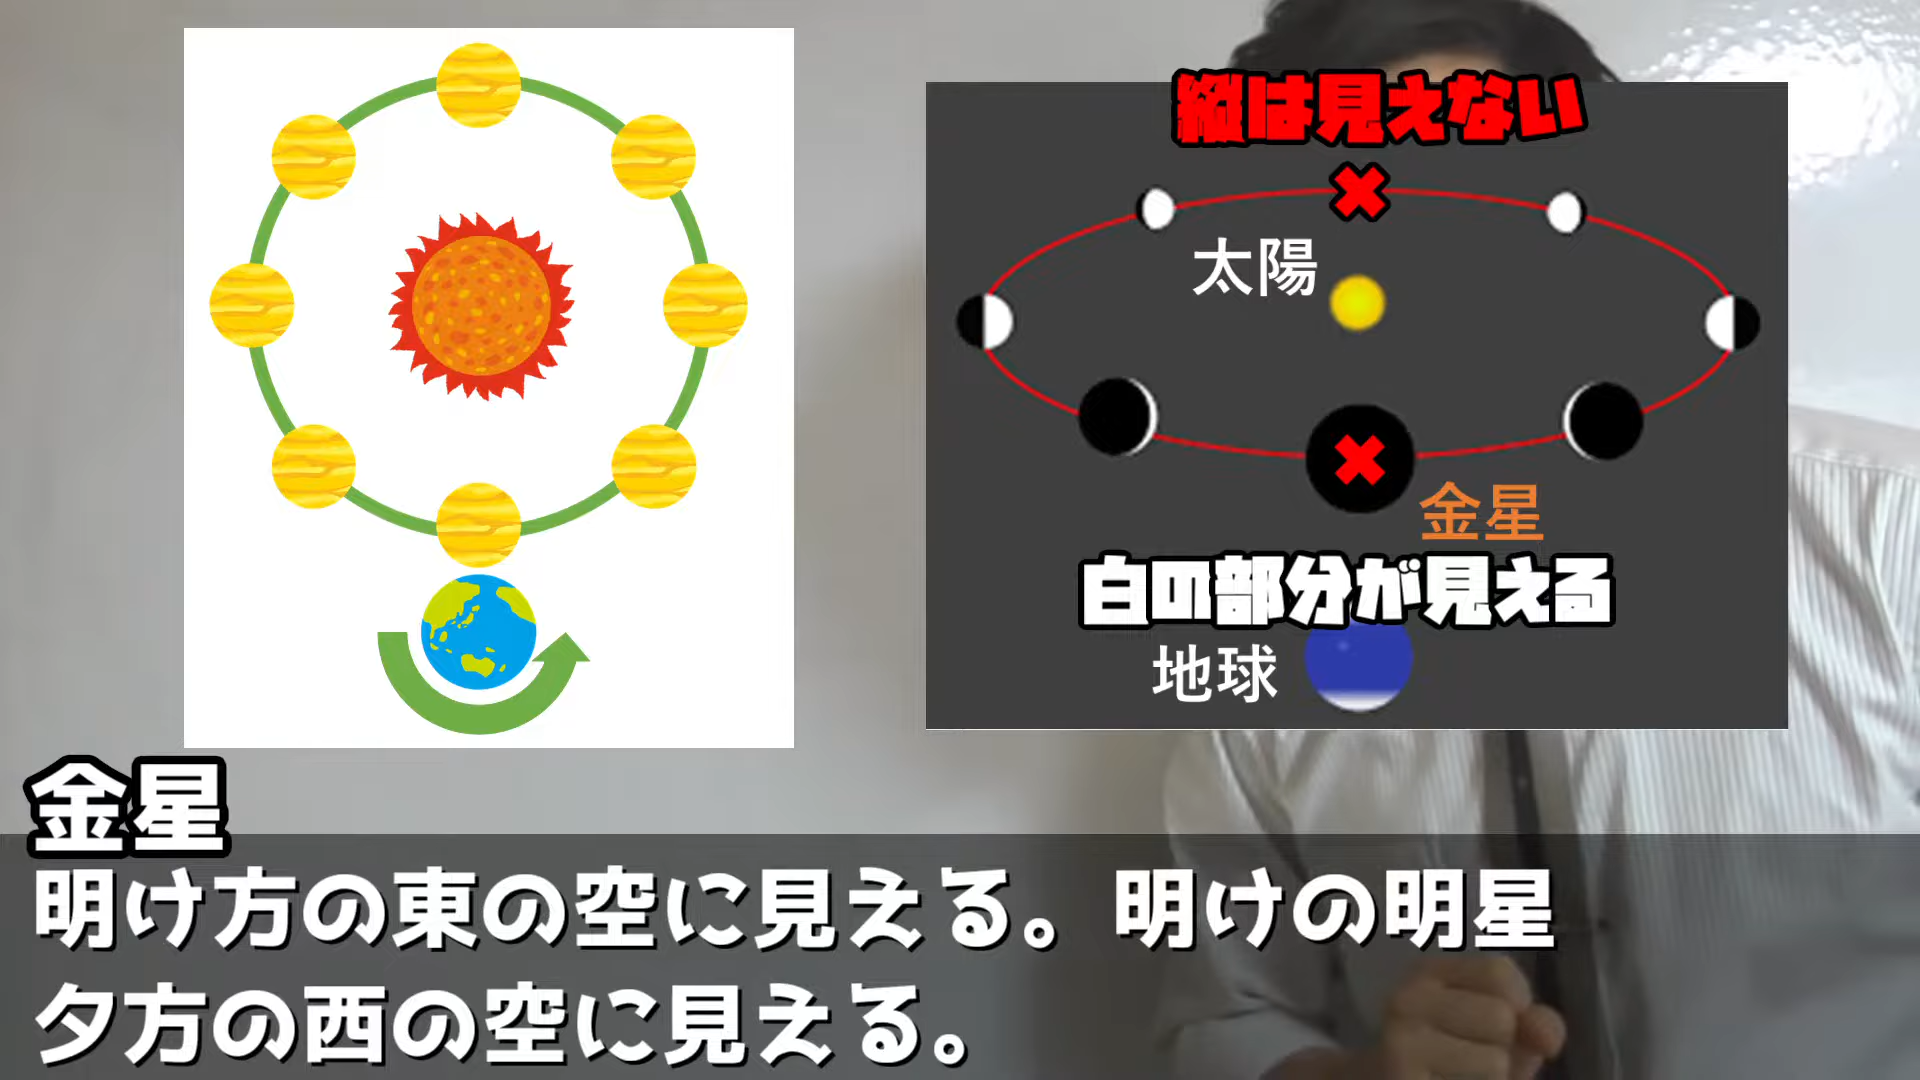 縦は見えない
太陽
金星
白の部分が見える
地球
金星
明け方の東の空に見える。明けの明星
夕方の西の空に見える。